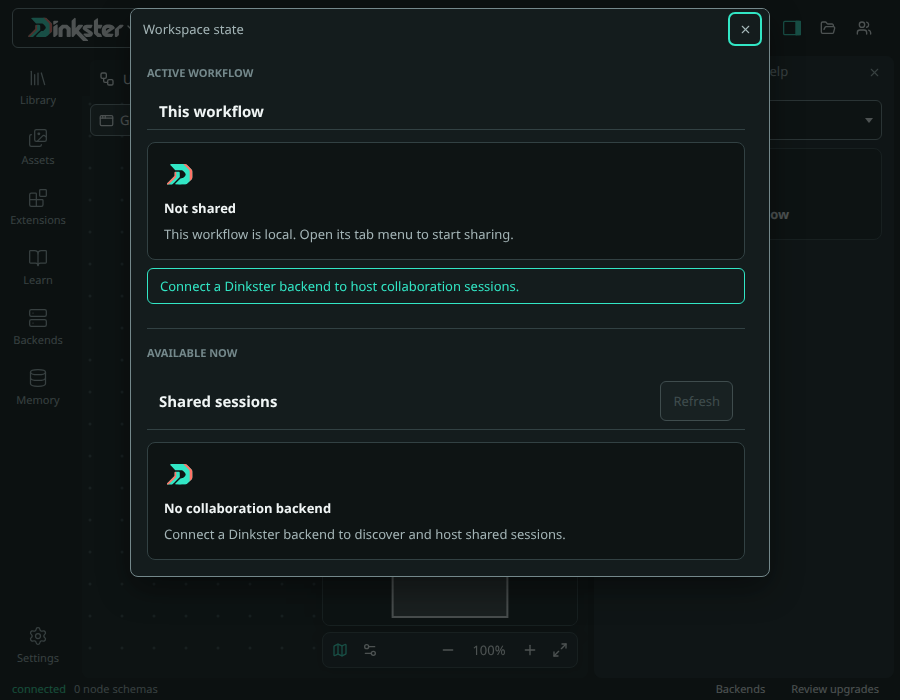 Dinkster
Workspace state
×
elp
Library
ACTIVE WORKFLOW
U
This workflow
G
Assets
Not shared
This workflow is local. Open its tab menu to start sharing.
ow
Extensions
Learn
Connect a Dinkster backend to host collaboration sessions.
Backends
AVAILABLE NOW
Memory
Shared sessions
Refresh
No collaboration backend
Connect a Dinkster backend to discover and host shared sessions.
Settings
100%
connected 0 node schemas
Backends
Review upgrades